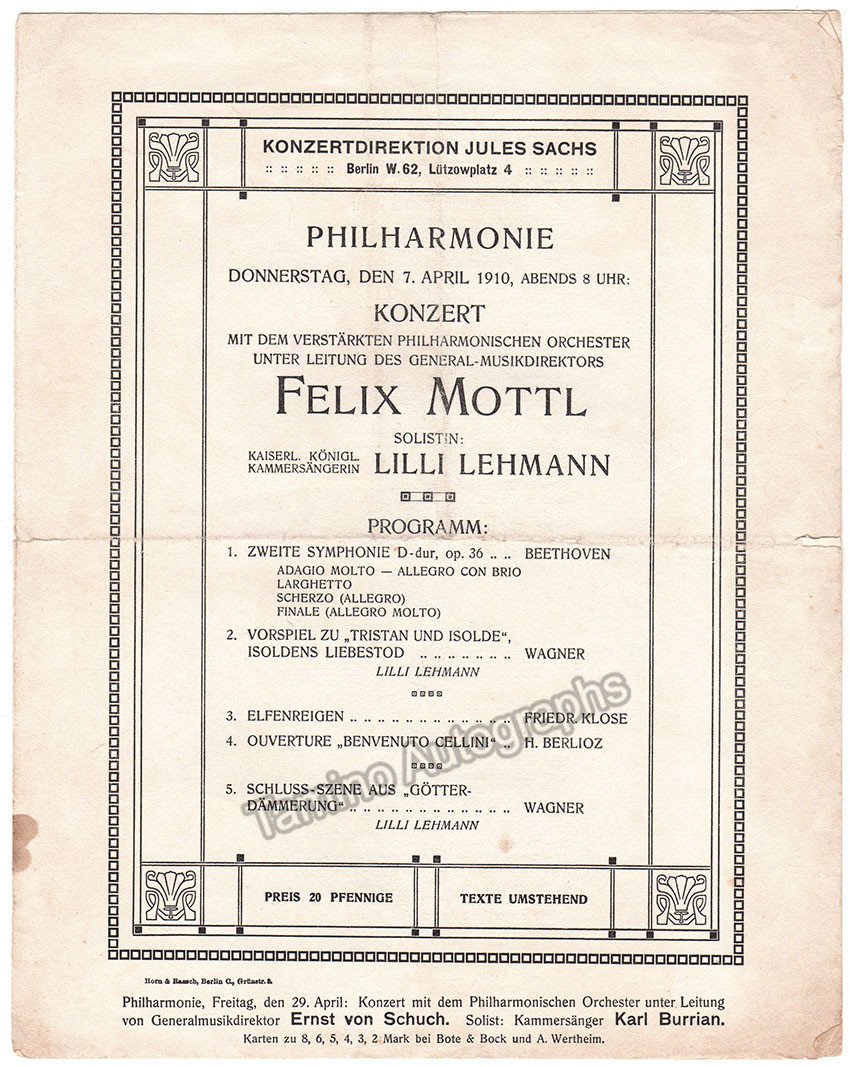 KONZERTDIREKTION JULES SACHS
:: :: :: :: :: Berlin W. 62, Lützowplatz 4 :: :: :: :: ::
PHILHARMONIE
DONNERSTAG, DEN 7. APRIL 1910, ABENDS 8 UHR:
KONZERT
MIT DEM VERSTÄRKTEN PHILHARMONISCHEN ORCHESTER
UNTER LEITUNG DES GENERAL-MUSIKDIREKTORS
FELIX MOTTL
SOLISTIN:
KAISERL. KÖNIGL.
KAMMERSÄNGERIN LILLI LEHMANN
PROGRAMM:
1. ZWEITE SYMPHONIE D-dur, op. 36 .. .. BEETHOVEN
ADAGIO MOLTO — ALLEGRO CON BRIO
LARGHETTO
SCHERZO (ALLEGRO)
FINALE (ALLEGRO MOLTO)
2. VORSPIEL ZU „TRISTAN UND ISOLDE“,
ISOLDENS LIEBESTOD .. .. .. .. .. .. .. WAGNER
LILLI LEHMANN
3. ELFENREIGEN .. .. .. .. .. .. .. .. .. .. .. .. FRIEDR. KLOSE
4. OUVERTURE „BENVENUTO CELLINI“ .. H. BERLIOZ
5. SCHLUSS-SZENE AUS „GÖTTER-
DÄMMERUNG“ .. .. .. .. .. .. .. .. .. .. .. .. WAGNER
LILLI LEHMANN
Tamino Autographs
PREIS 20 PFENNIGE
TEXTE UMSTEHEND
Horn & Raasch, Berlin C., Grünstr. 8.
Philharmonie, Freitag, den 29. April: Konzert mit dem Philharmonischen Orchester unter Leitung
von Generalmusikdirektor Ernst von Schuch. Solist: Kammersänger Karl Burrian.
Karten zu 8, 6, 5, 4, 3, 2 Mark bei Bote & Bock und A. Wertheim.